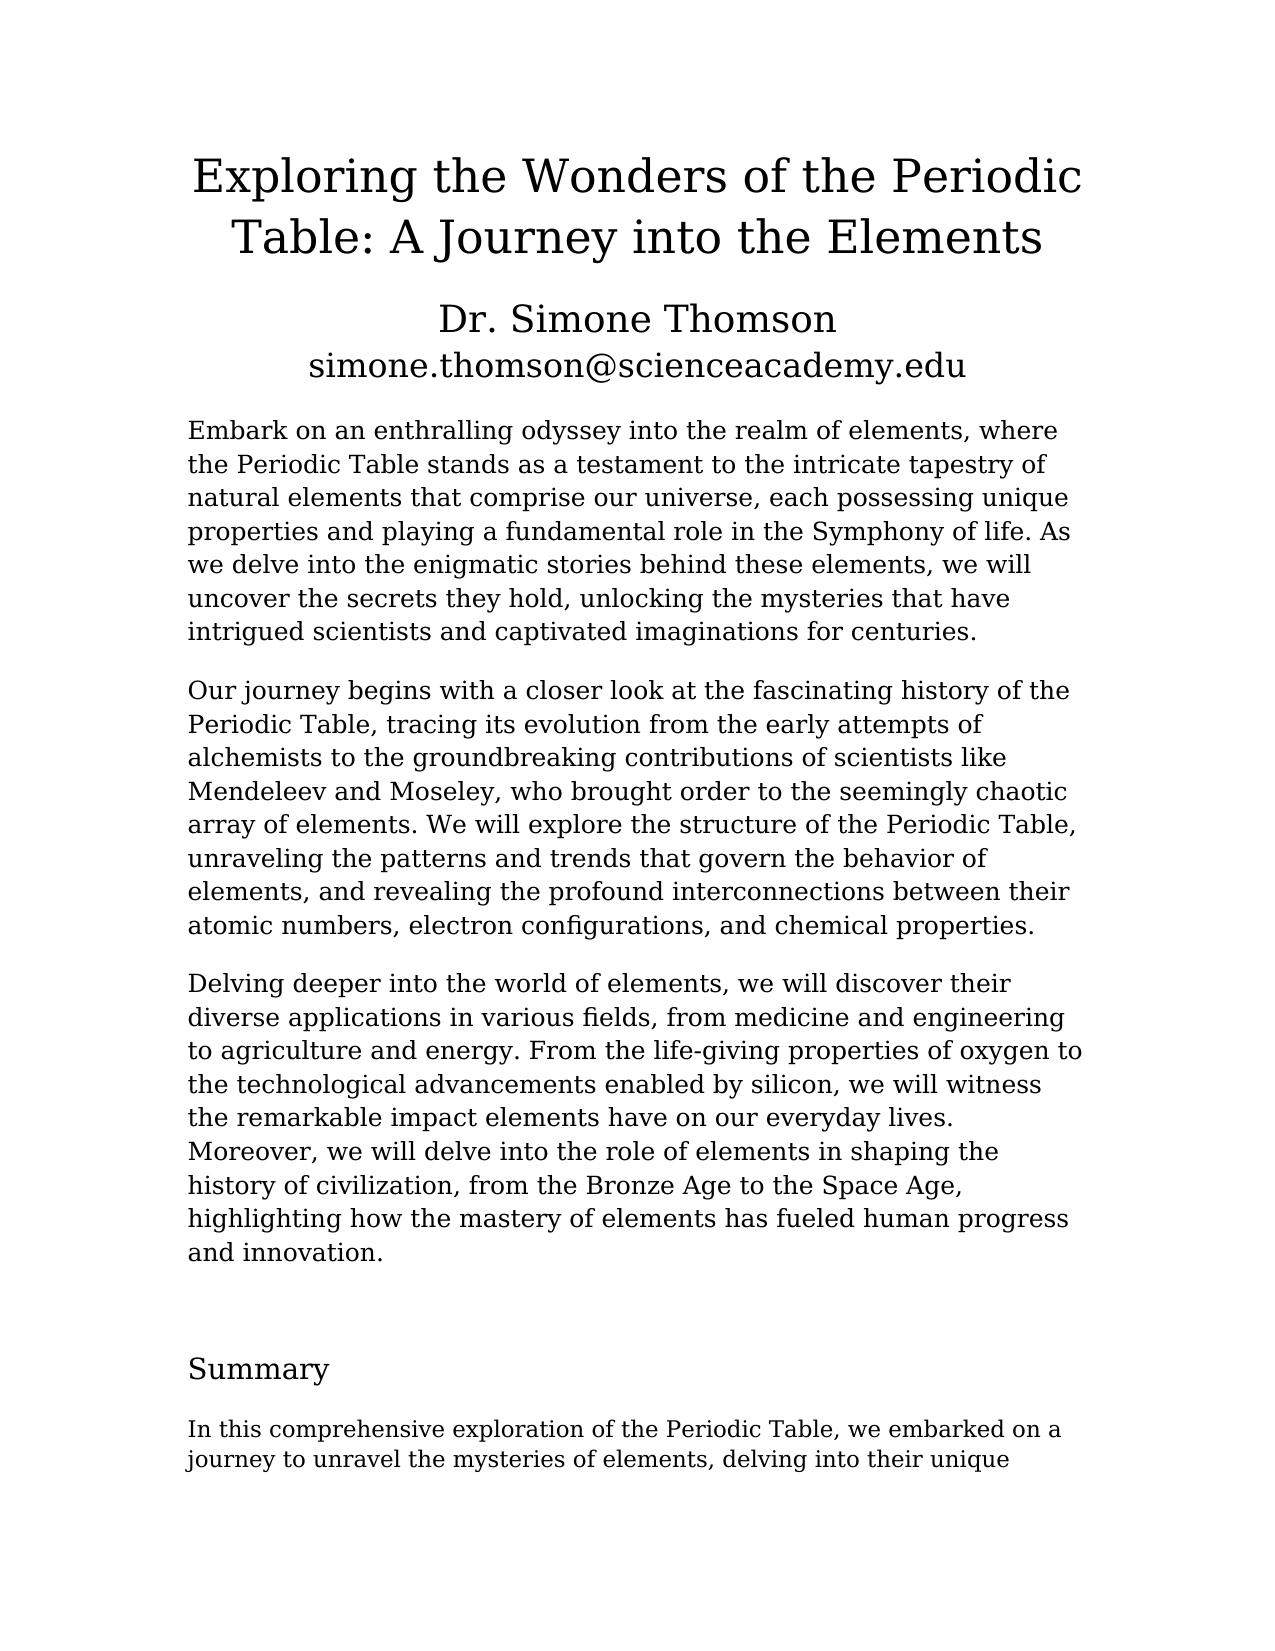 Exploring the Wonders of the Periodic
Table: A Journey into the Elements
Dr. Simone Thomson
simone.thomson@scienceacademy.edu
Embark on an enthralling odyssey into the realm of elements, where
the Periodic Table stands as a testament to the intricate tapestry of
natural elements that comprise our universe, each possessing unique
properties and playing a fundamental role in the Symphony of life. As
we delve into the enigmatic stories behind these elements, we will
uncover the secrets they hold, unlocking the mysteries that have
intrigued scientists and captivated imaginations for centuries.
Our journey begins with a closer look at the fascinating history of the
Periodic Table, tracing its evolution from the early attempts of
alchemists to the groundbreaking contributions of scientists like
Mendeleev and Moseley, who brought order to the seemingly chaotic
array of elements. We will explore the structure of the Periodic Table,
unraveling the patterns and trends that govern the behavior of
elements, and revealing the profound interconnections between their
atomic numbers, electron configurations, and chemical properties.
Delving deeper into the world of elements, we will discover their
diverse applications in various fields, from medicine and engineering
to agriculture and energy. From the life-giving properties of oxygen to
the technological advancements enabled by silicon, we will witness
the remarkable impact elements have on our everyday lives.
Moreover, we will delve into the role of elements in shaping the
history of civilization, from the Bronze Age to the Space Age,
highlighting how the mastery of elements has fueled human progress
and innovation.
Summary
In this comprehensive exploration of the Periodic Table, we embarked on a
journey to unravel the mysteries of elements, delving into their unique